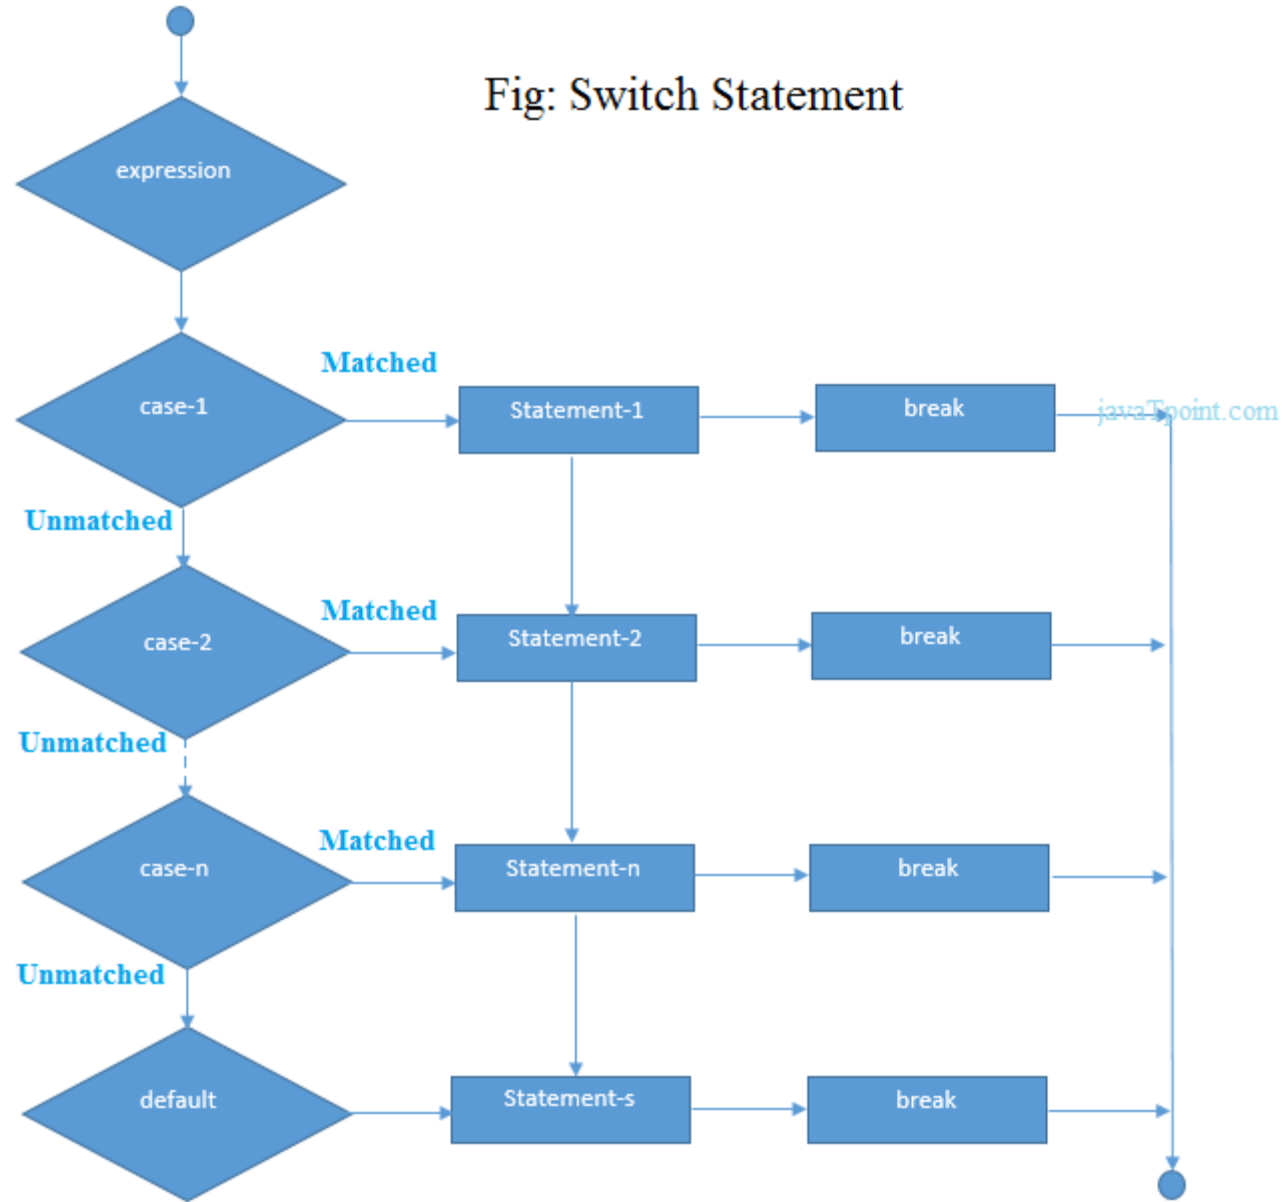 Fig: Switch Statement
expression
Matched
case-1
Statement-1
break
javaTpoint.com
Unmatched
Matched
case-2
Statement-2
break
Unmatched
Matched
case-n
Statement-n
break
Unmatched
default
Statement-s
break